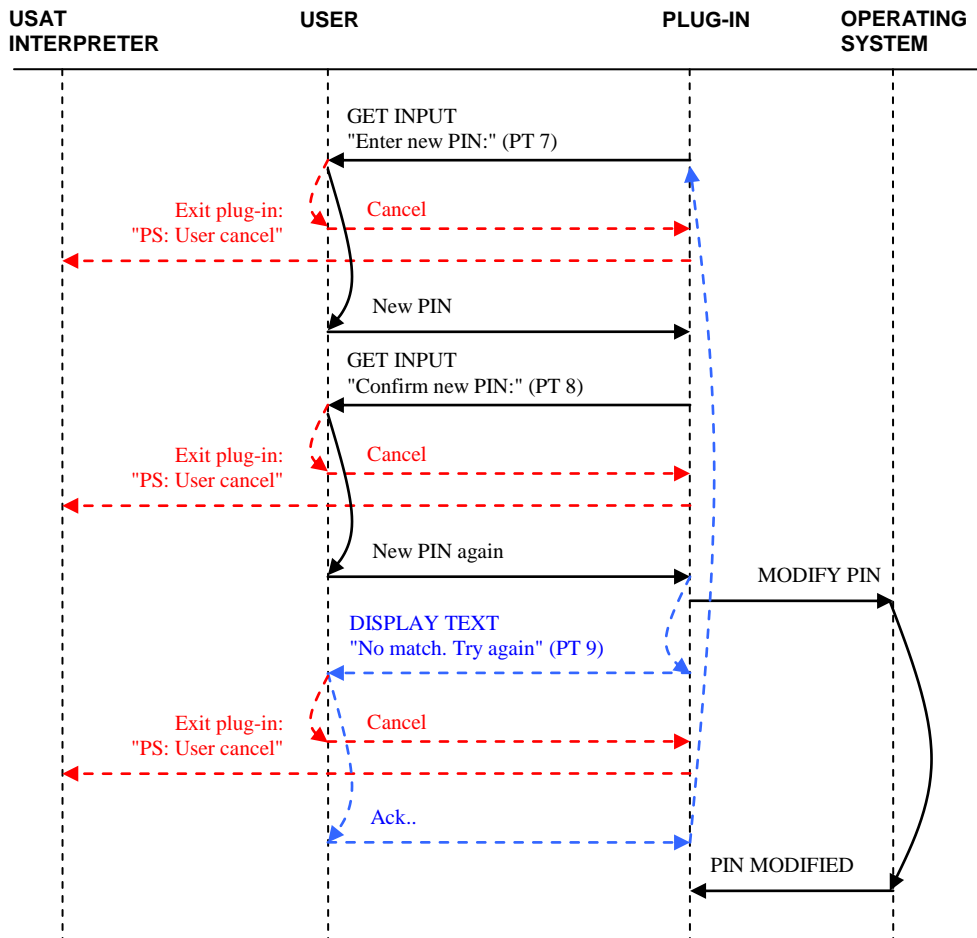 USAT
INTERPRETER
USER
PLUG-IN
OPERATING
SYSTEM
GET INPUT
"Enter new PIN:" (PT 7)
Exit plug-in:
"PS: User cancel"
Cancel
New PIN
GET INPUT
"Confirm new PIN:" (PT 8)
Exit plug-in:
"PS: User cancel"
Cancel
New PIN again
MODIFY PIN
DISPLAY TEXT
"No match. Try again" (PT 9)
Exit plug-in:
"PS: User cancel"
Cancel
Ack..
PIN MODIFIED